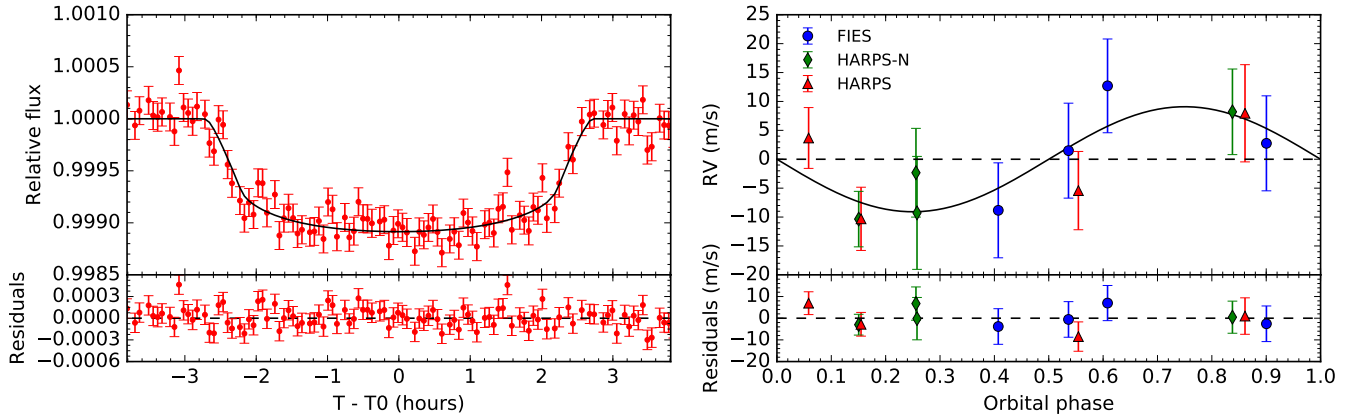 1.0010
1.0005
1.0000
0.9995
0.9990
0.9985
Relative flux
0.0003
0.0000
−0.0003
−0.0006
Residuals
−3 −2 −1 0 1 2 3
T - T0 (hours)
25
20
15
10
5
0
−5
−10
−15
−20
RV (m/s)
FIES
HARPS-N
HARPS
10
0
−10
−20
Residuals (m/s)
0.0 0.1 0.2 0.3 0.4 0.5 0.6 0.7 0.8 0.9 1.0
Orbital phase